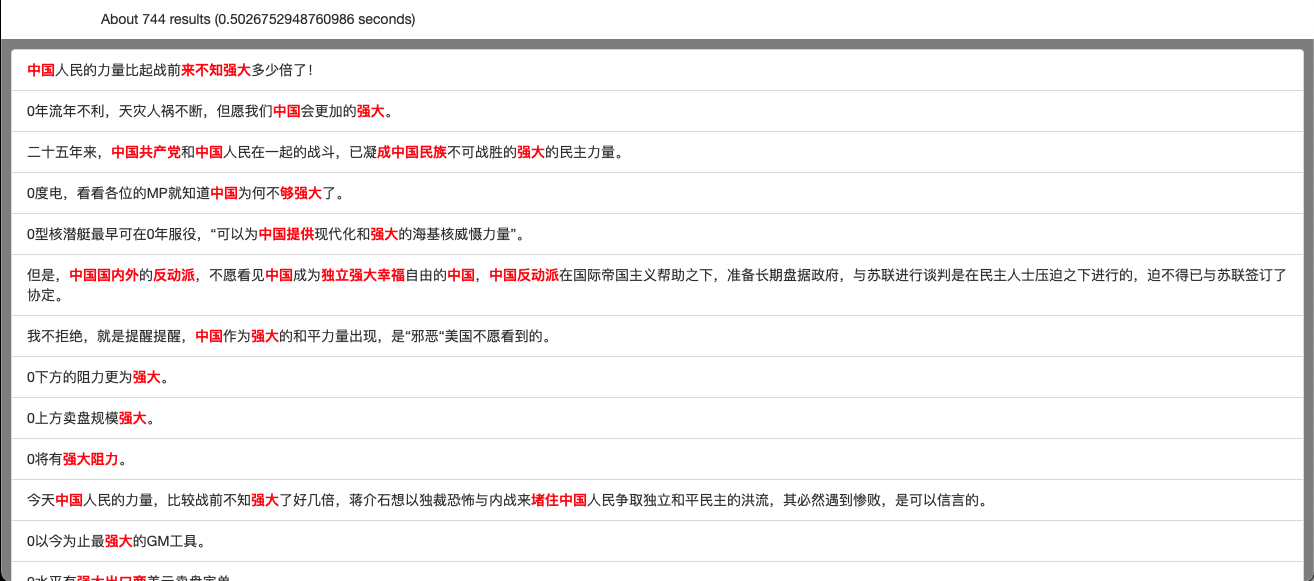 About 744 results (0.5026752948760986 seconds)
中国人民的力量比起战前来不知强大多少倍了！
0年流年不利，天灾人祸不断，但愿我们中国会更加的强大。
二十五年来，中国共产党和中国人民在一起的战斗，已凝成中国民族不可战胜的强大的民主力量。
0度电，看看各位的MP就知道中国为何不够强大了。
0型核潜艇最早可在0年服役，“可以为中国提供现代化和强大的海基核威慑力量”。
但是，中国国内外的反动派，不愿看见中国成为独立强大幸福自由的中国，中国反动派在国际帝国主义帮助之下，准备长期盘据政府，与苏联进行谈判是在民主人士压迫之下进行的，迫不得已与苏联签订了
协定。
我不拒绝，就是提醒提醒，中国作为强大的和平力量出现，是“邪恶“美国不愿看到的。
0下方的阻力更为强大。
0上方卖盘规模强大。
0将有强大阻力。
今天中国人民的力量，比较战前不知强大了好几倍，蒋介石想以独裁恐怖与内战来堵住中国人民争取独立和平民主的洪流，其必然遇到惨败，是可以信言的。
0以今为止最强大的GM工具。
0水平有强大出口商美元卖盘定单